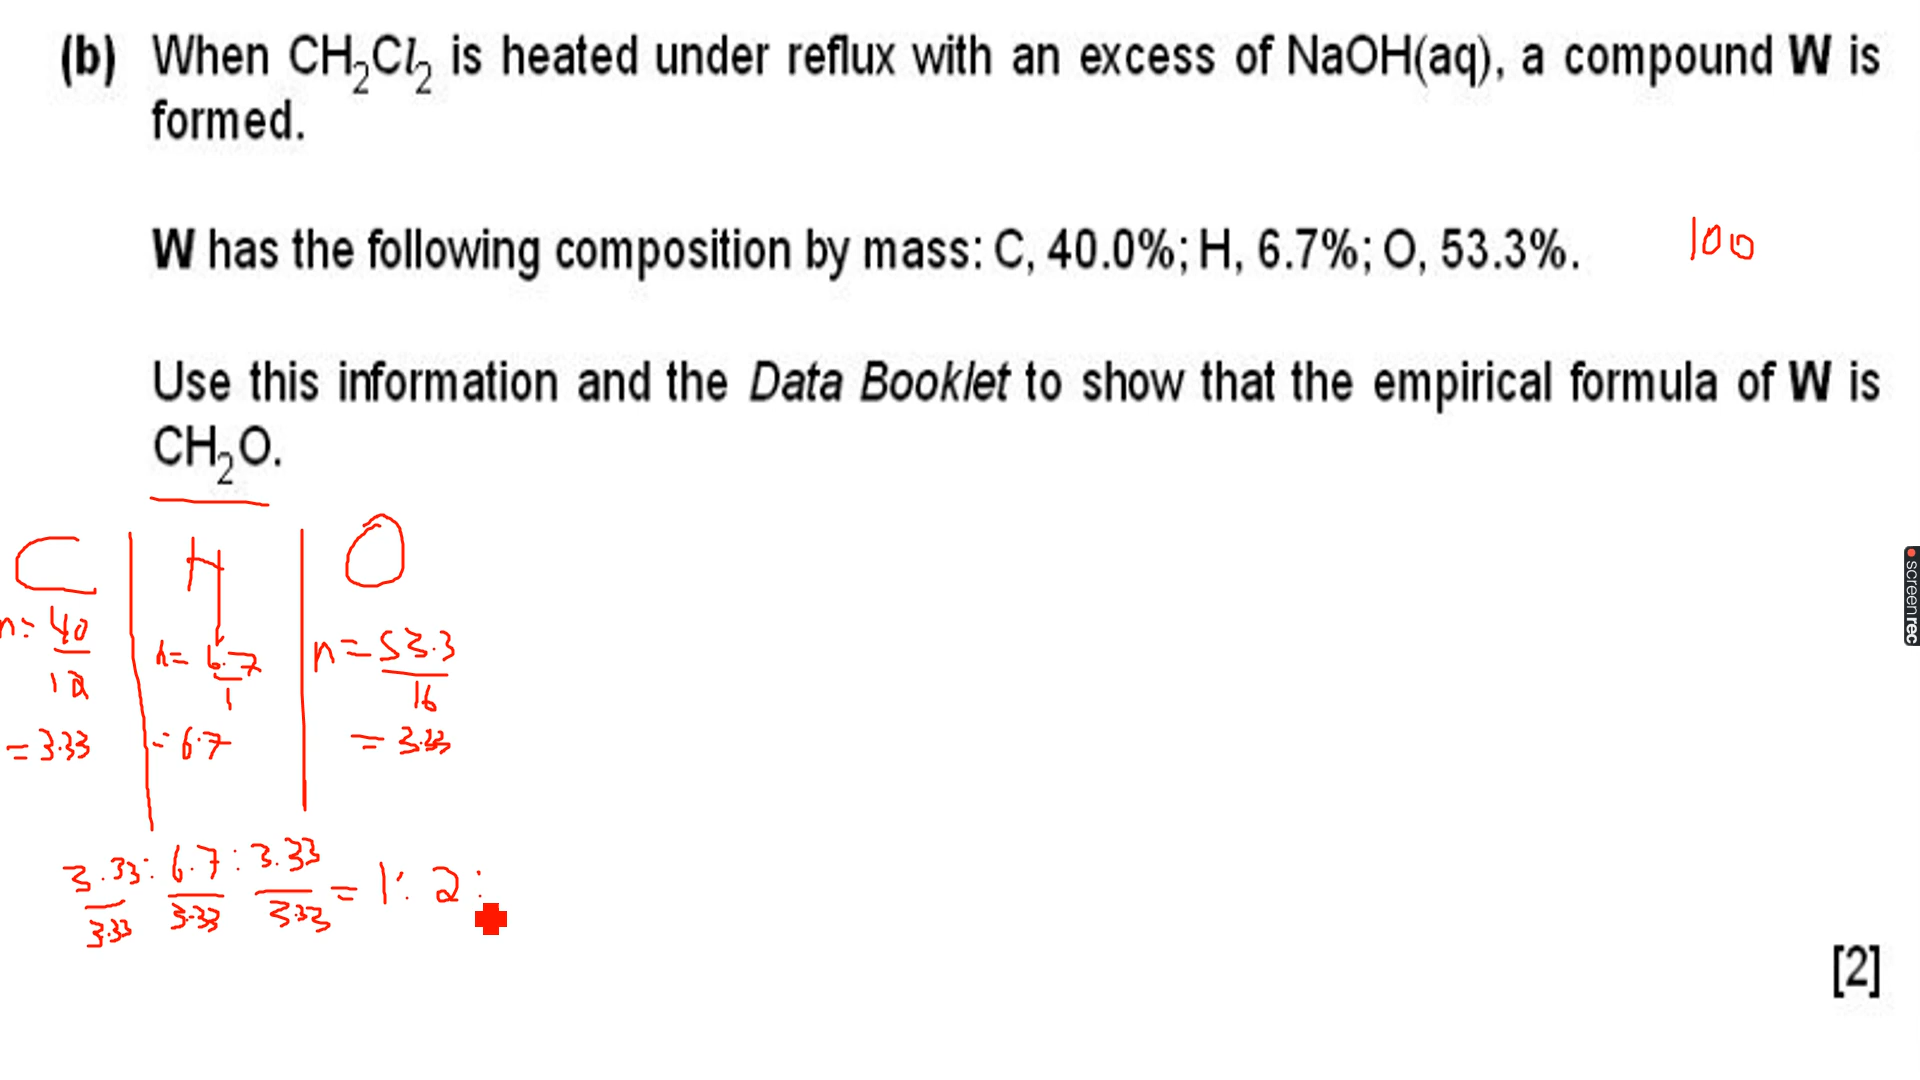 (b) When CH₂Cl₂ is heated under reflux with an excess of NaOH(aq), a compound W is
formed.
W has the following composition by mass: C, 40.0%; H, 6.7%; O, 53.3%. 100
Use this information and the Data Booklet to show that the empirical formula of W is
CH₂O.
C | H | O
n = 40/12 | n = 6.7/1 | n = 53.3/16
= 3.33 | = 6.7 | = 3.33
3.33/3.33 : 6.7/3.33 : 3.33/3.33 = 1 : 2 :
[2]
screenrec